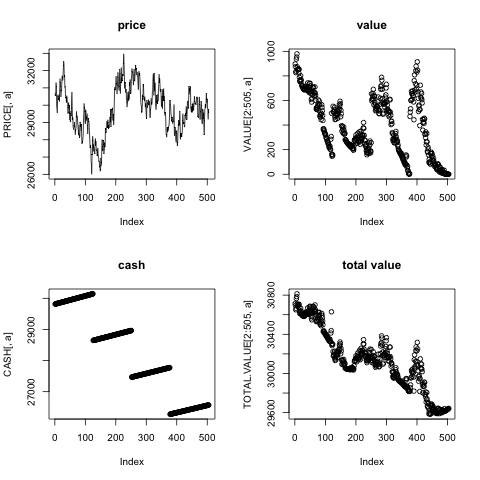 price
PRICE[, a]
26000 29000 32000
0 100 200 300 400 500
Index
value
VALUE[2:505, a]
0 200 600 1000
0 100 200 300 400 500
Index
cash
CASH[, a]
27000 29000
0 100 200 300 400 500
Index
total value
TOTAL.VALUE[2:505, a]
29600 30000 30400 30800
0 100 200 300 400 500
Index